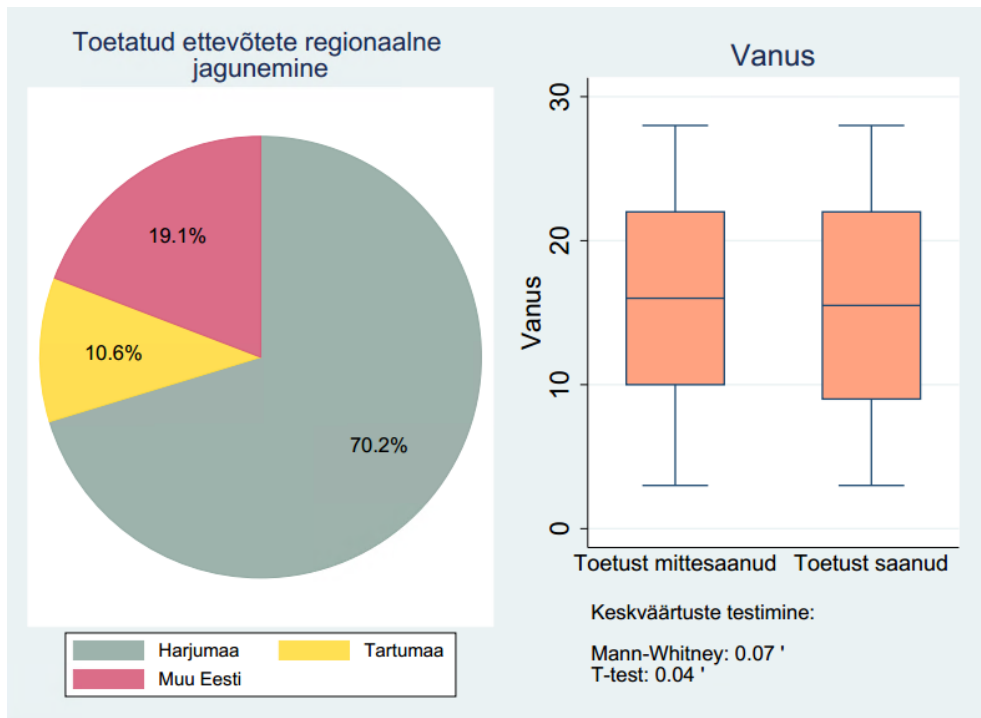 Toetatud ettevõtete regionaalne
jagunemine
19.1%
10.6%
70.2%
Harjumaa
Tartumaa
Muu Eesti
Vanus
Vanus
30
20
10
0
Toetust mittesaanud
Toetust saanud
Keskväärtuste testimine:
Mann-Whitney: 0.07 '
T-test: 0.04 '